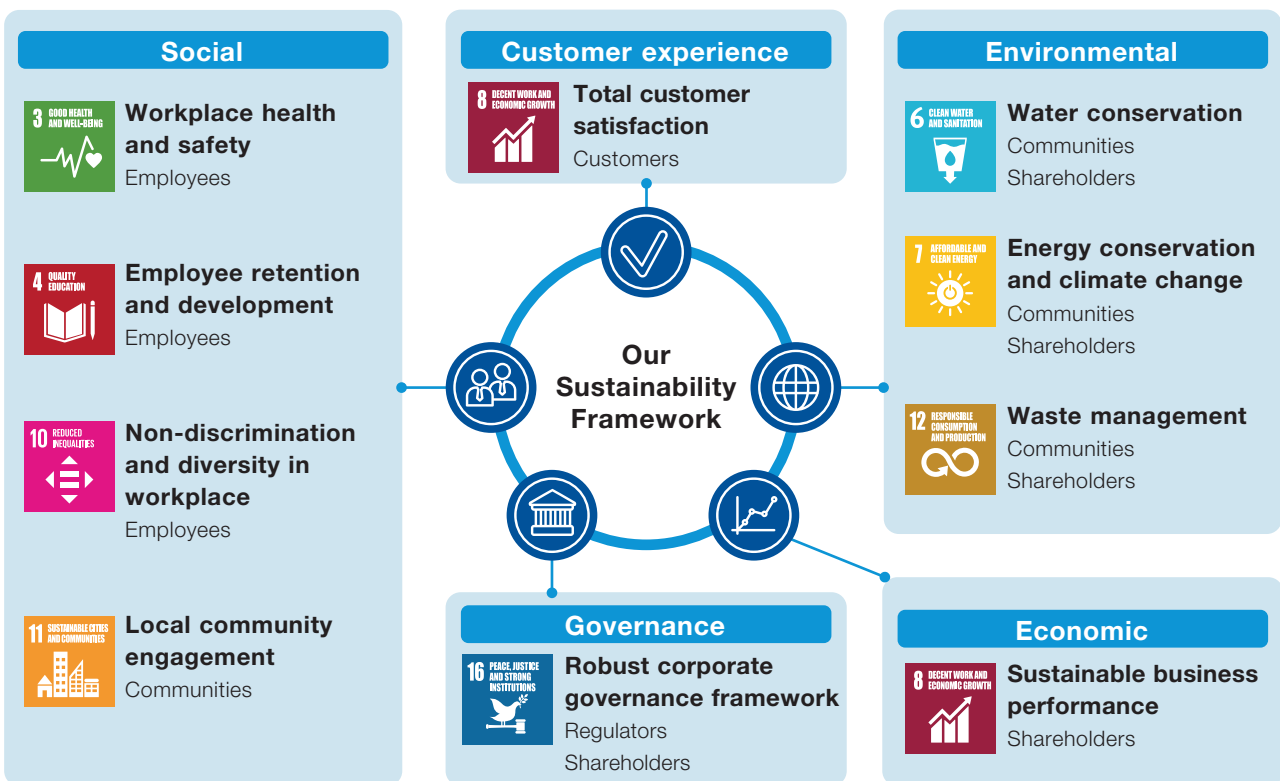 Social
3 GOOD HEALTH
AND WELL-BEING
Workplace health
and safety
Employees
4 QUALITY
EDUCATION
Employee retention
and development
Employees
10 REDUCED
INEQUALITIES
Non-discrimination
and diversity in
workplace
Employees
11 SUSTAINABLE CITIES
AND COMMUNITIES
Local community
engagement
Communities
Customer experience
8 DECENT WORK AND
ECONOMIC GROWTH
Total customer
satisfaction
Customers
Our
Sustainability
Framework
Governance
16 PEACE, JUSTICE
AND STRONG
INSTITUTIONS
Robust corporate
governance framework
Regulators
Shareholders
Environmental
6 CLEAN WATER
AND SANITATION
Water conservation
Communities
Shareholders
7 AFFORDABLE AND
CLEAN ENERGY
Energy conservation
and climate change
Communities
Shareholders
12 RESPONSIBLE
CONSUMPTION
AND PRODUCTION
Waste management
Communities
Shareholders
Economic
8 DECENT WORK AND
ECONOMIC GROWTH
Sustainable business
performance
Shareholders